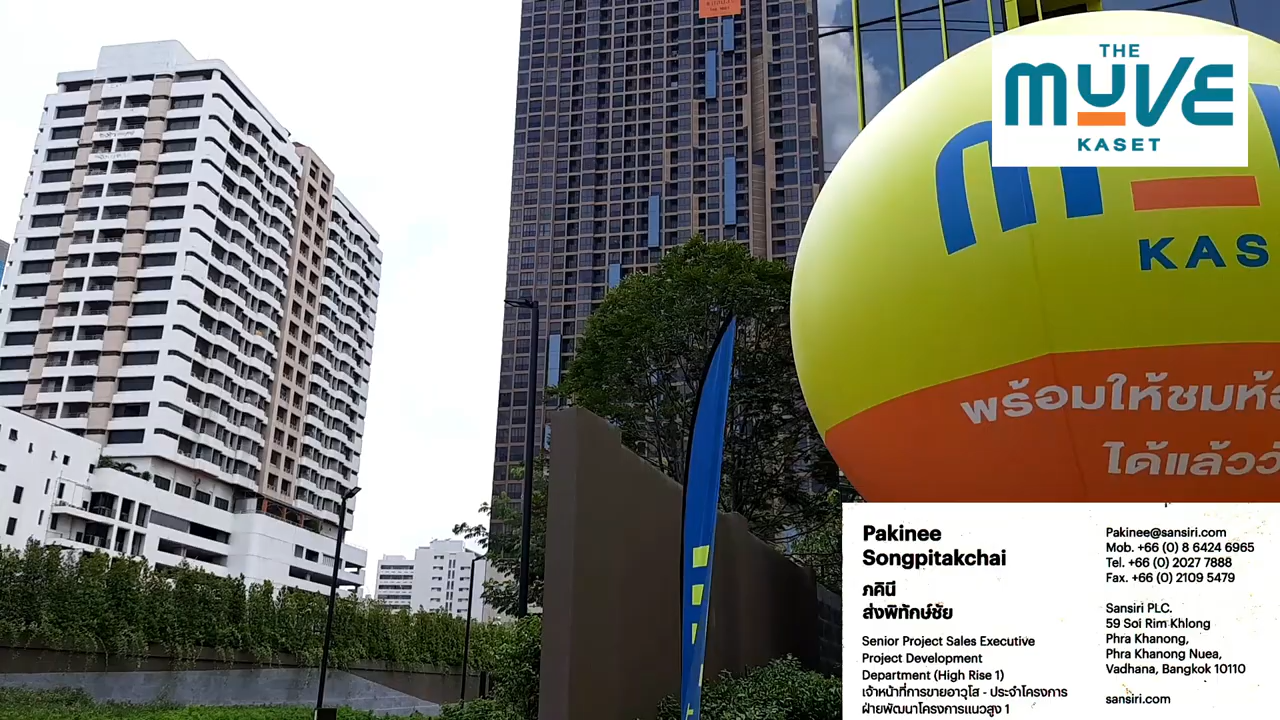 THE
MUVE
KASET
KAS
พร้อมให้ชมห้อ
ได้แล้วว
Pakinee
Songpitakchai
ภคินี
ส่งพิทักษ์ชัย
Senior Project Sales Executive
Project Development
Department (High Rise 1)
เจ้าหน้าที่การขายอาวุโส - ประจำโครงการ
ฝ่ายพัฒนาโครงการแนวสูง 1
Pakinee@sansiri.com
Mob. +66 (0) 8 6424 6965
Tel. +66 (0) 2027 7888
Fax. +66 (0) 2109 5479
Sansiri PLC.
59 Soi Rim Khlong
Phra Khanong,
Phra Khanong Nuea,
Vadhana, Bangkok 10110
sansiri.com